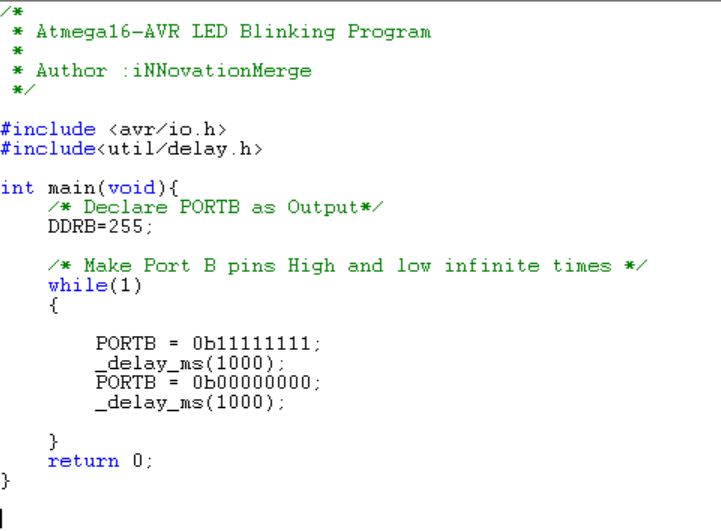 /*
 * Atmega16-AVR LED Blinking Program
 *
 * Author :iNNovationMerge
 */
#include <avr/io.h>
#include<util/delay.h>
int main(void){
    /* Declare PORTB as Output*/
    DDRB=255;
    /* Make Port B pins High and low infinite times */
    while(1)
    {
        PORTB = 0b11111111;
        _delay_ms(1000);
        PORTB = 0b00000000;
        _delay_ms(1000);
    }
    return 0;
}